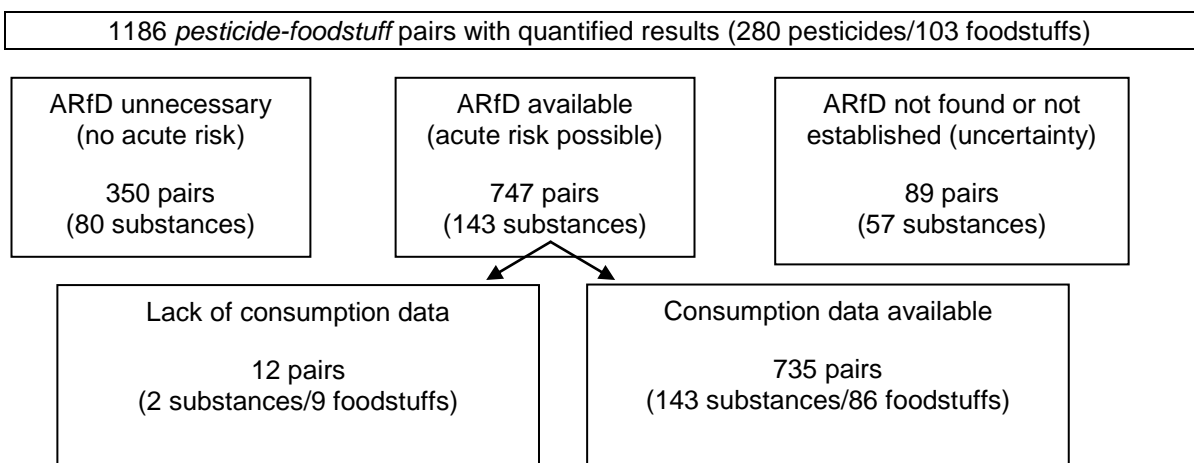 1186 pesticide-foodstuff pairs with quantified results (280 pesticides/103 foodstuffs)
ARfD unnecessary
(no acute risk)
350 pairs
(80 substances)
ARfD available
(acute risk possible)
747 pairs
(143 substances)
ARfD not found or not
established (uncertainty)
89 pairs
(57 substances)
Lack of consumption data
12 pairs
(2 substances/9 foodstuffs)
Consumption data available
735 pairs
(143 substances/86 foodstuffs)